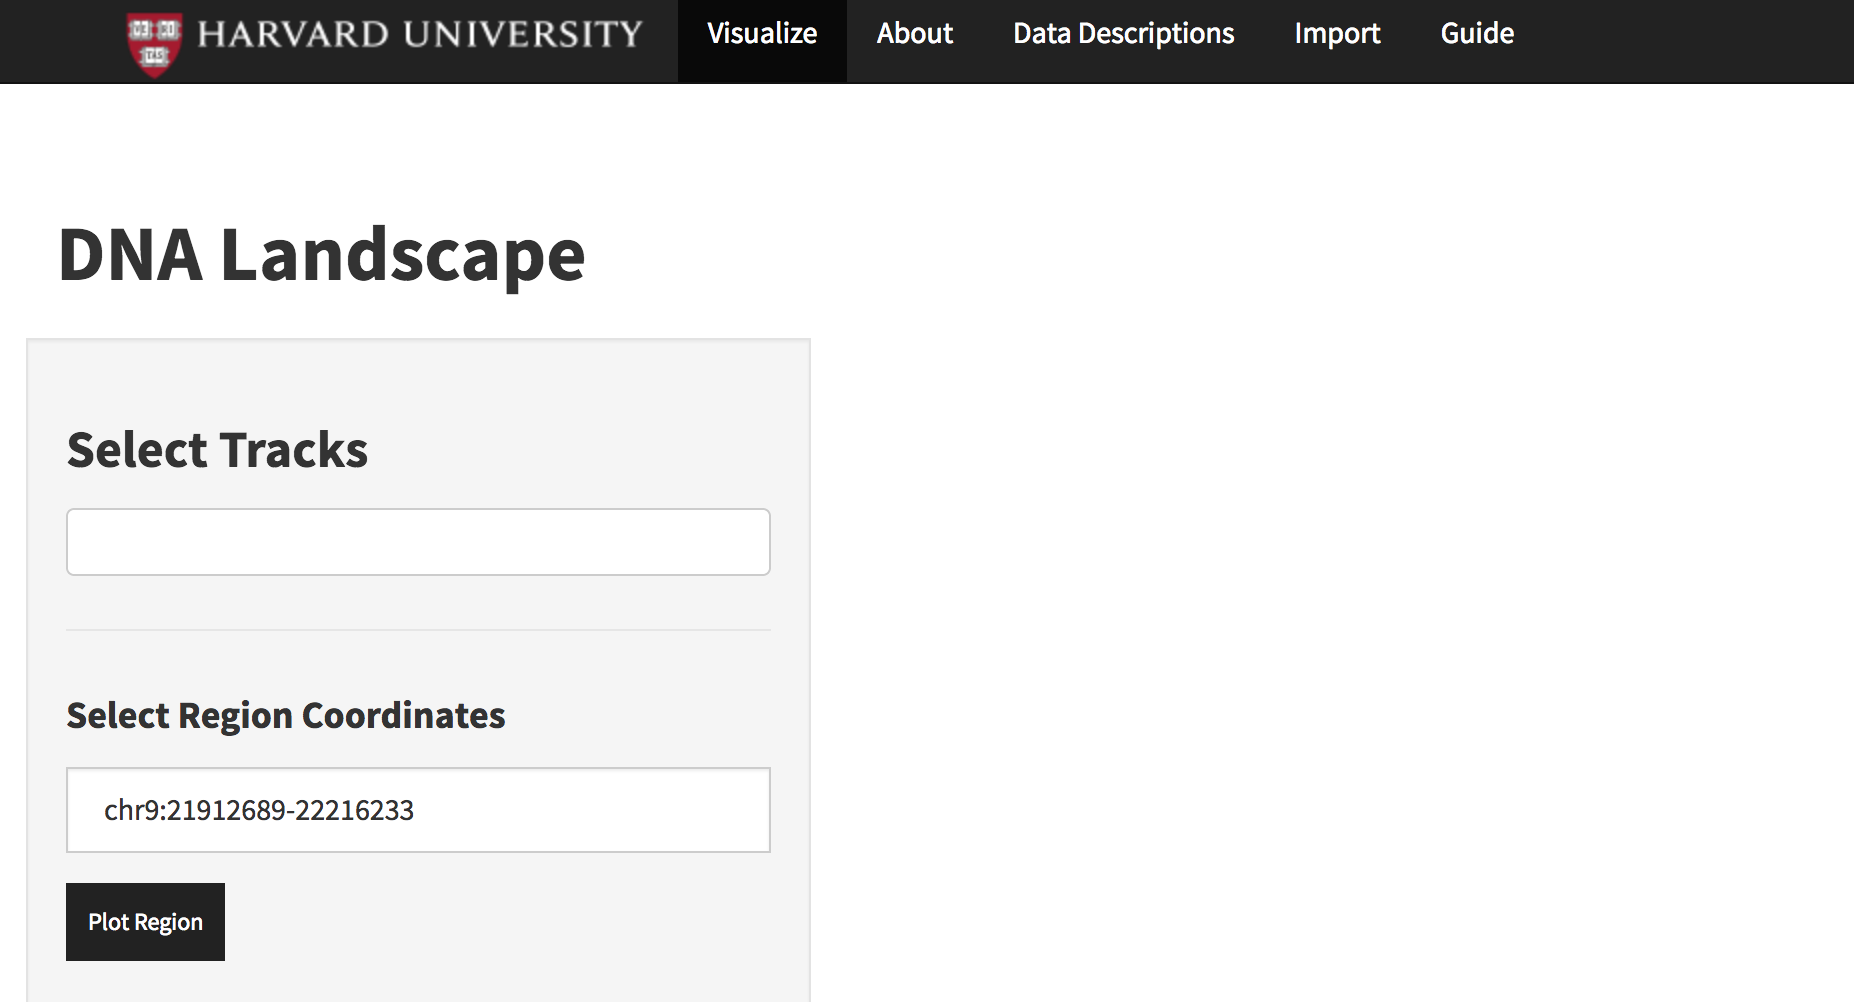 HARVARD UNIVERSITY Visualize About Data Descriptions Import Guide
DNA Landscape
Select Tracks
Select Region Coordinates
chr9:21912689-22216233
Plot Region